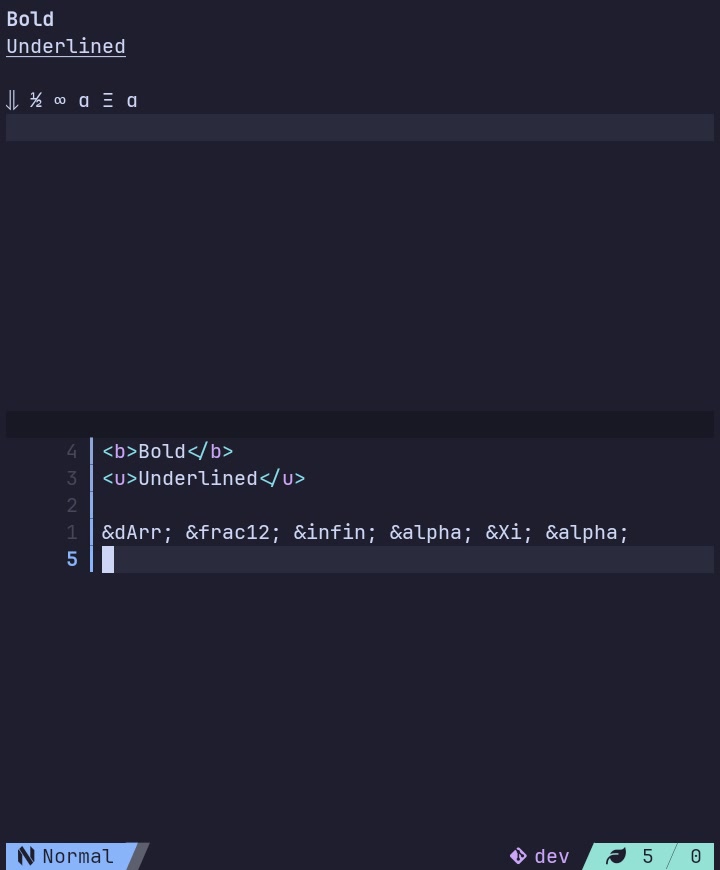 Bold
Underlined
⇓ ½ ∞ α Ξ α
4 <b>Bold</b>
3 <u>Underlined</u>
2
1 &dArr; &frac12; &infin; &alpha; &Xi; &alpha;
5
Normal dev 5 / 0